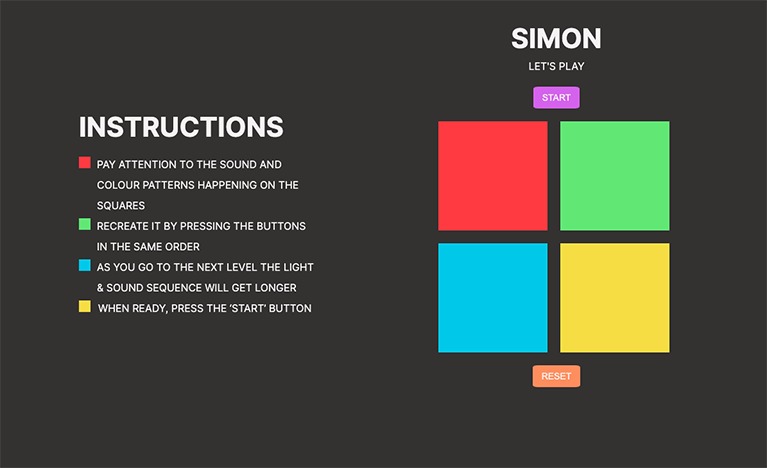 SIMON
LET'S PLAY
START
INSTRUCTIONS
PAY ATTENTION TO THE SOUND AND
COLOUR PATTERNS HAPPENING ON THE
SQUARES
RECREATE IT BY PRESSING THE BUTTONS
IN THE SAME ORDER
AS YOU GO TO THE NEXT LEVEL THE LIGHT
& SOUND SEQUENCE WILL GET LONGER
WHEN READY, PRESS THE ‘START’ BUTTON
RESET